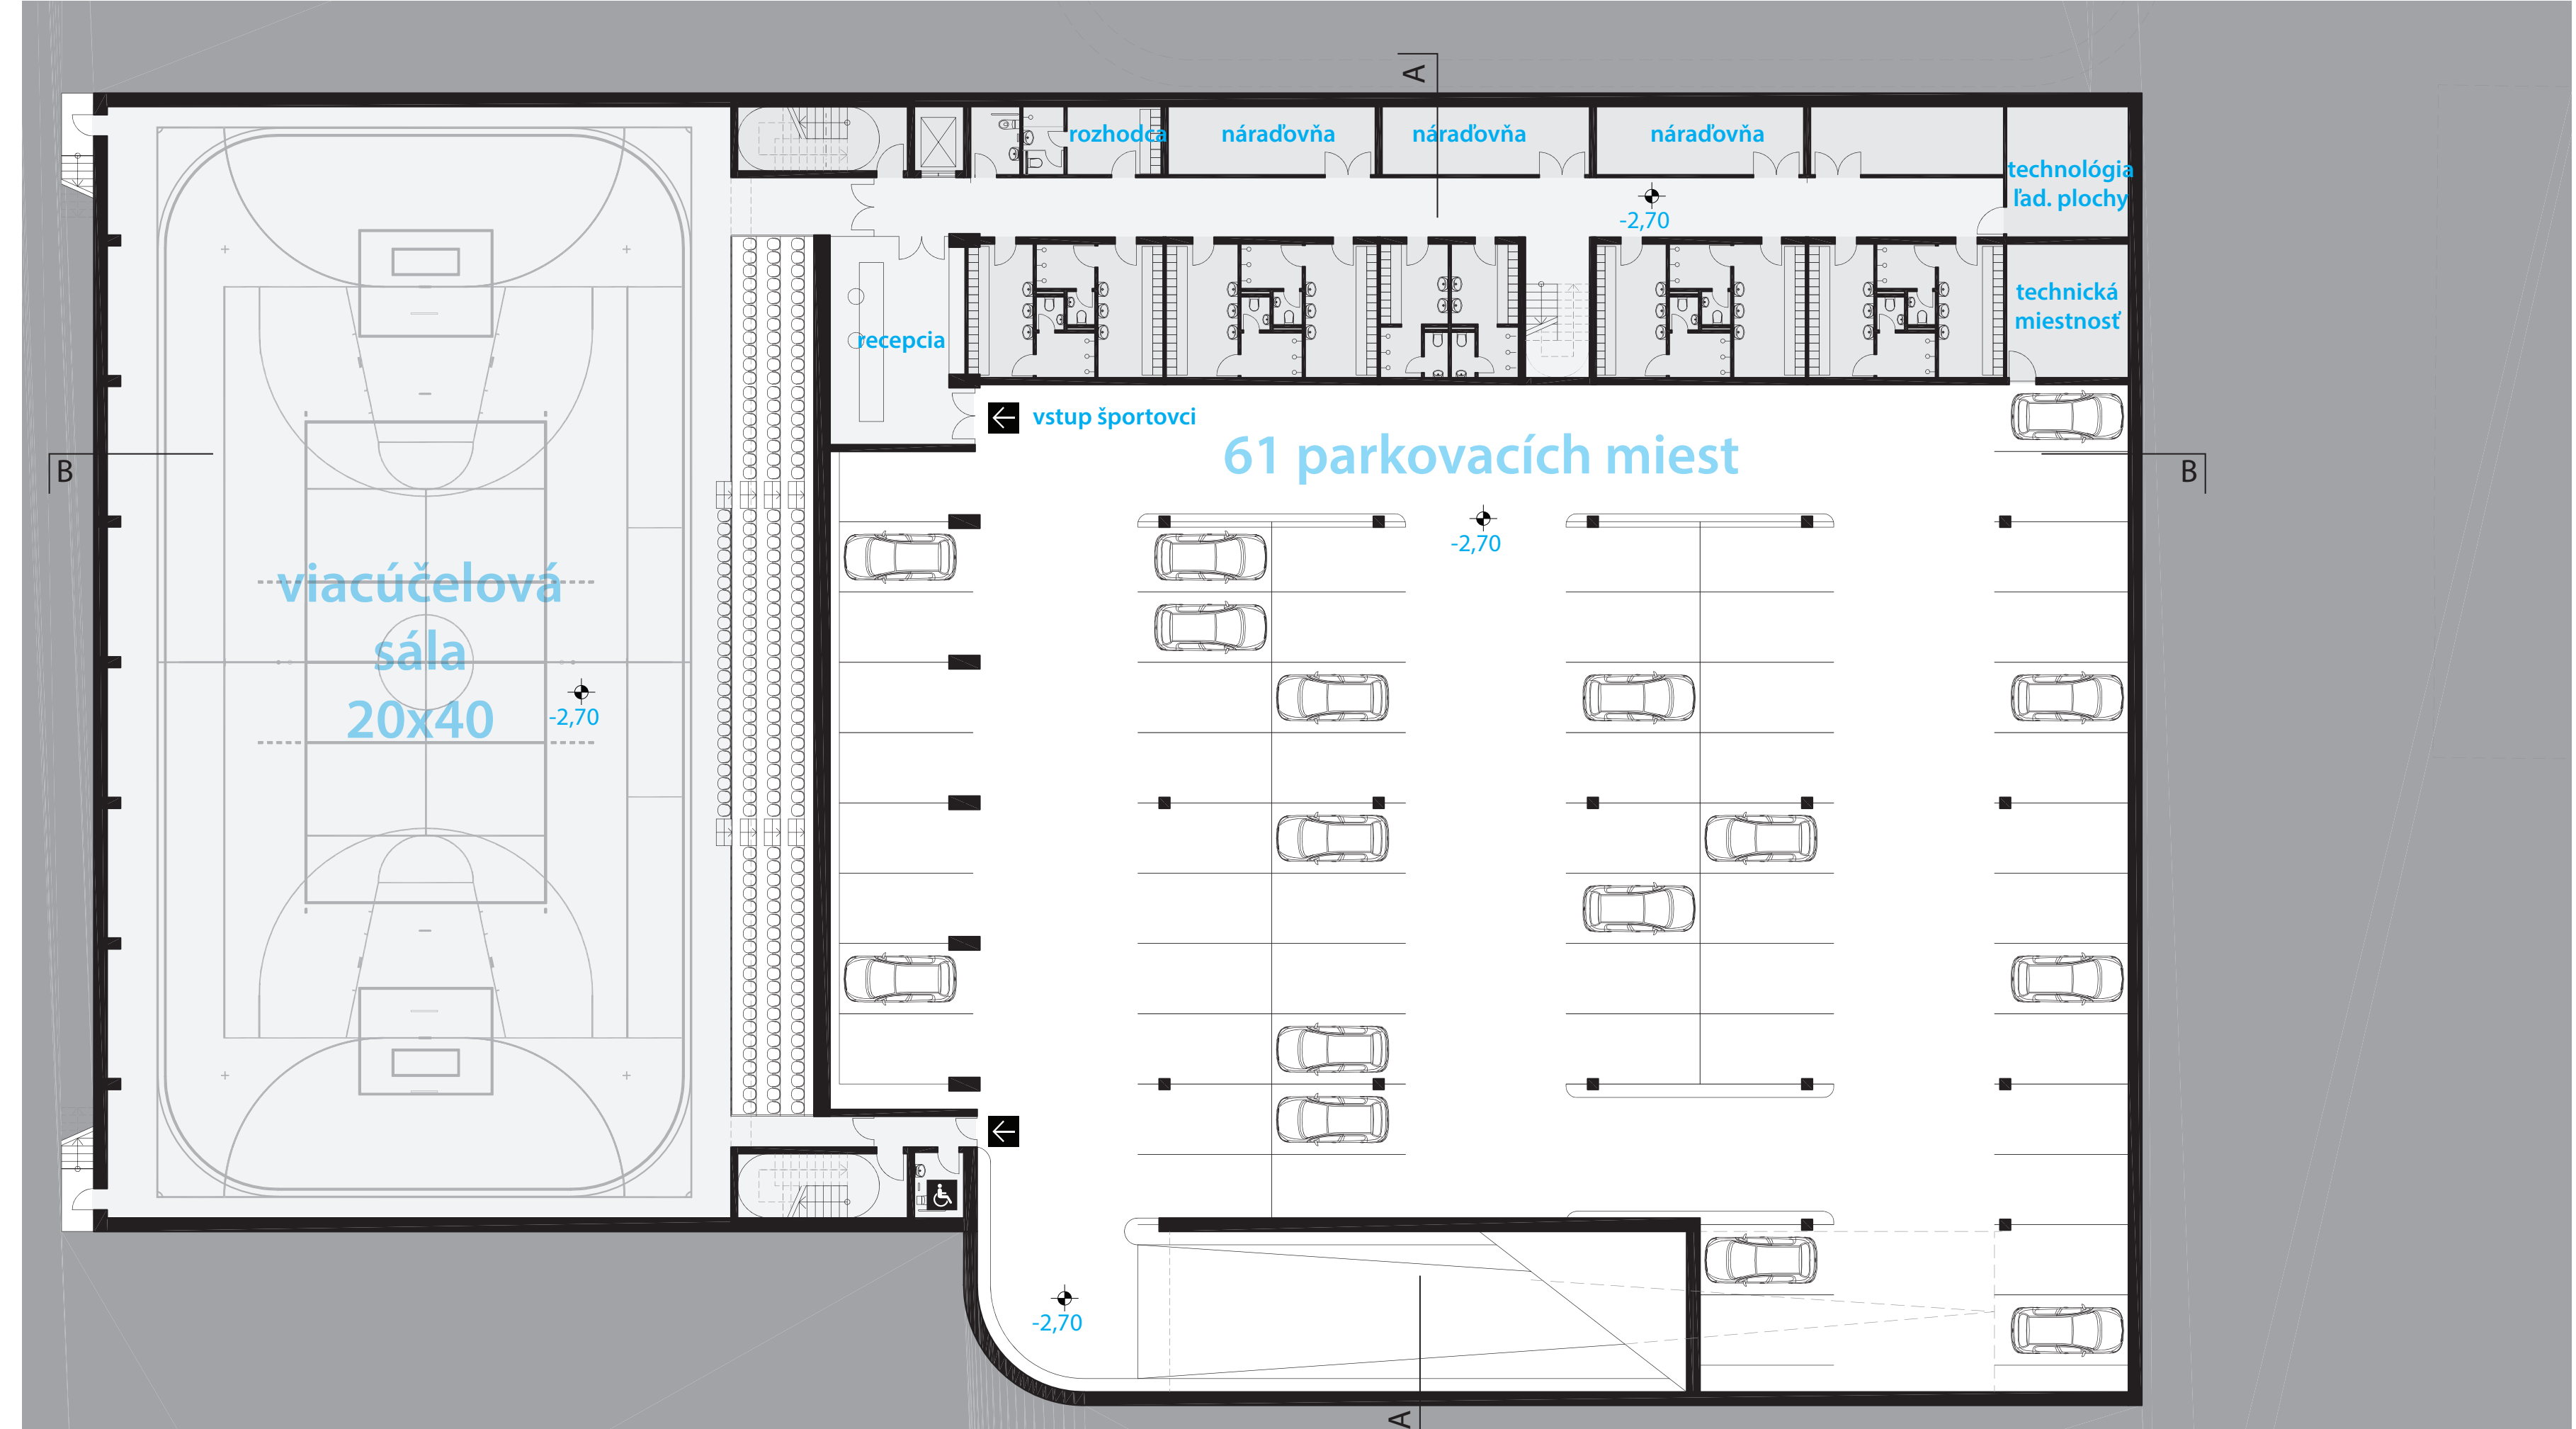 A
rozhodca
náraďovňa
náraďovňa
náraďovňa
technológia
ľad. plochy
-2,70
technická
miestnosť
recepcia
vstup športovci
61 parkovacích miest
B
B
-2,70
viacúčelová
sála
20x40
-2,70
-2,70
A